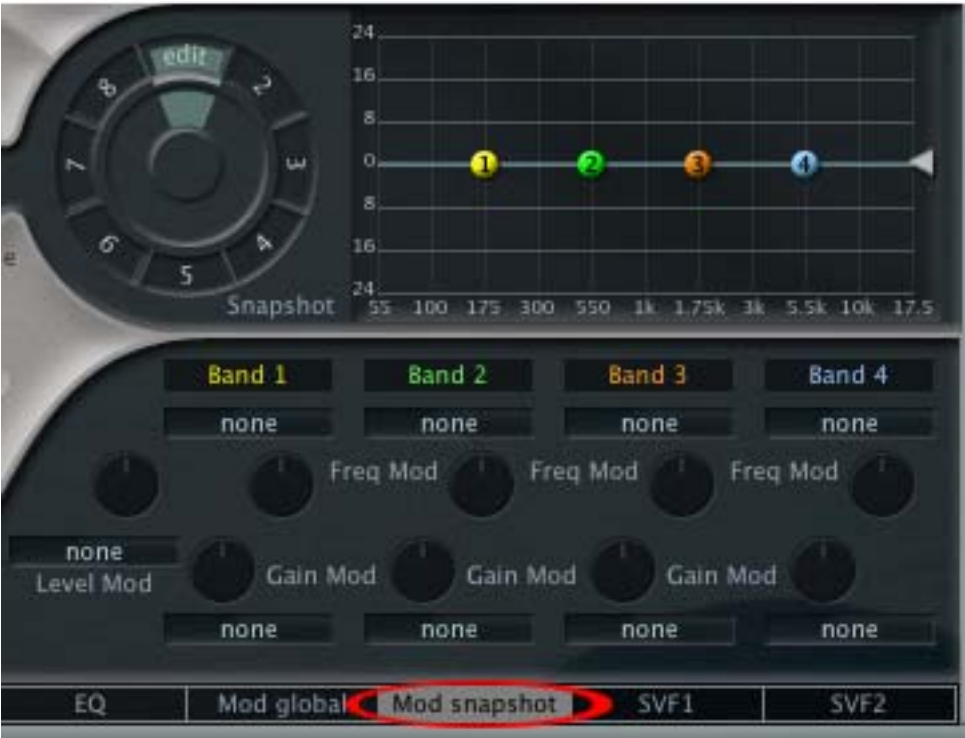 24
edit
8 2
16
8
7 3
0 1 2 3 4
8
6 4
16
5
24
Snapshot
55 100 175 300 550 1k 1.75k 3k 5.5k 10k 17.5
Band 1 Band 2 Band 3 Band 4
none none none none
Freq Mod Freq Mod Freq Mod
none
Gain Mod Gain Mod Gain Mod
Level Mod
none none none none
EQ Mod global Mod snapshot SVF1 SVF2